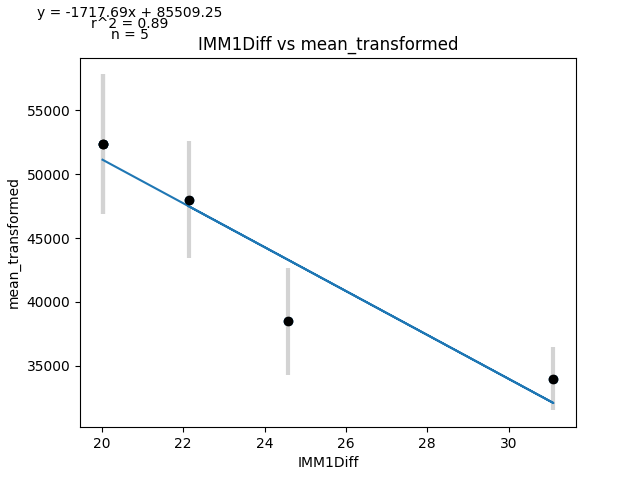 y = -1717.69x + 85509.25
r^2 = 0.89
n = 5
IMM1Diff vs mean_transformed
55000
50000
45000
40000
35000
mean_transformed
20 22 24 26 28 30
IMM1Diff